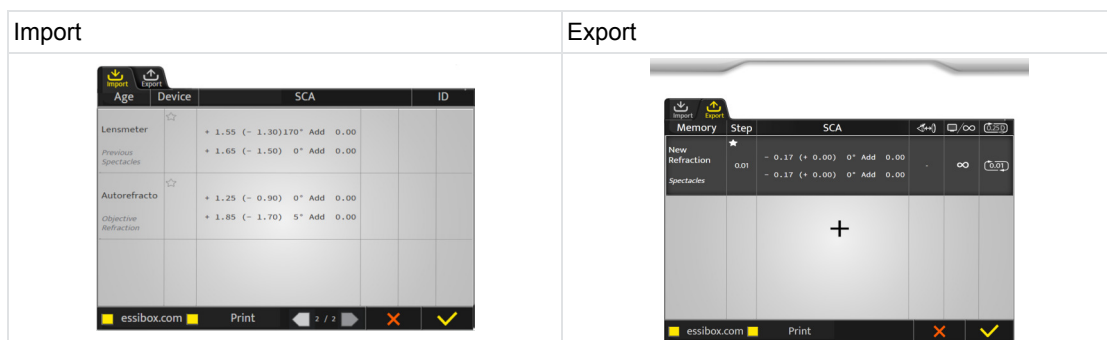 Import
Export
Import Export
Age Device SCA ID
Lensmeter
+ 1.55 (- 1.30)170° Add 0.00
Previous
Spectacles
+ 1.65 (- 1.50) 0° Add 0.00
Autorefracto
+ 1.25 (- 0.90) 0° Add 0.00
Objective
Refraction
+ 1.85 (- 1.70) 5° Add 0.00
essibox.com Print 2 / 2
Import Export
Memory Step SCA /∞ 0.25 D
New
Refraction
0.01
- 0.17 (+ 0.00) 0° Add 0.00
- ∞ 0.01
Spectacles
- 0.17 (+ 0.00) 0° Add 0.00
essibox.com Print